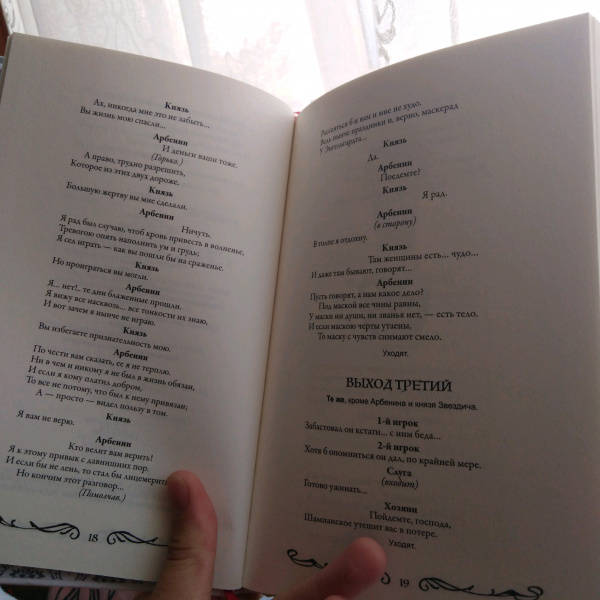 Князь
Ах, никогда мне это не забыть...
Вы жизнь мою спасли...
Арбенин
И деньги ваши тоже.
(Горько.)
А право, трудно разрешить,
Которое из этих двух дороже.
Князь
Большую жертву вы мне сделали.
Арбенин
Ничуть.
Я рад был случаю, чтоб кровь привесть в волненье,
Тревогою опять наполнить ум и грудь;
Я сел играть — как вы пошли бы на сраженье.
Князь
Но проиграться вы могли.
Арбенин
Я... нет!.. те дни блаженные прошли.
Я вижу все насквозь... все тонкости их знаю,
И вот зачем я нынче не играю.
Князь
Вы избегаете признательность мою.
Арбенин
По чести вам сказать, ее я не терплю.
Ни в чем и никому я не был в жизнь обязан,
И если я кому платил добром,
То все не потому, что был к нему привязан;
А — просто — видел пользу в том.
Князь
Я вам не верю.
Арбенин
Кто велит вам верить!
Я к этому привык с давнишних пор.
И если бы не лень, то стал бы лицемерить
Но кончим этот разговор...
(Помолчав.)
18
Рассеяться б и вам и мне не худо,
Ведь нынче праздники и, верно, маскерад
У Энгельгардта...
Князь
Да.
Арбенин
Поедемте?
Князь
Я рад.
Арбенин
(в сторону)
В толпе я отдохну.
Князь
Там женщины есть... чудо...
И даже там бывают, говорят...
Арбенин
Пусть говорят, а нам какое дело?
Под маской все чины равны,
У маски ни души, ни званья нет, — есть тело.
И если маскою черты утаены,
То маску с чувств снимают смело.
Уходят.
ВЫХОД ТРЕТИЙ
Те же, кроме Арбенина и князя Звездича.
1-й игрок
Забастовал он кстати... с ним беда...
2-й игрок
Хотя б опомниться он дал, по крайней мере.
Слуга
(входит)
Готово ужинать...
Хозяин
Пойдемте, господа,
Шампанское утешит вас в потере.
Уходят.
19